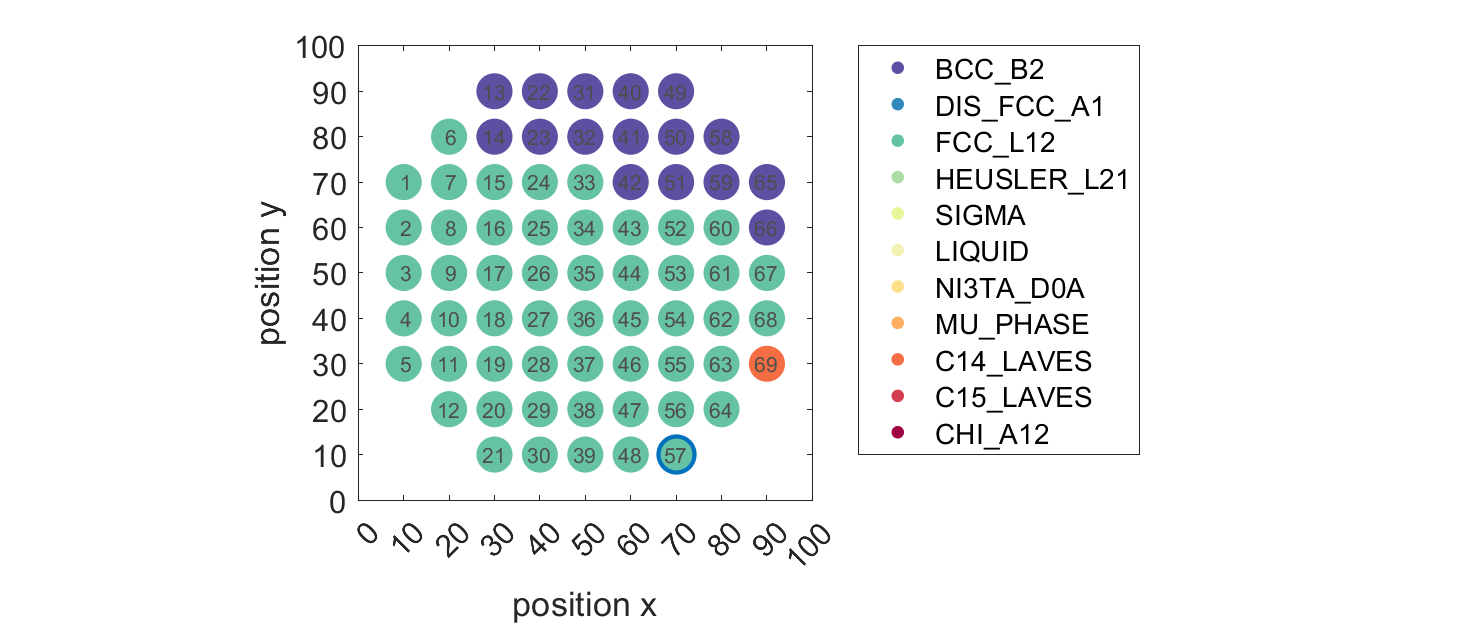 100
90
80
70
60
50
40
30
20
10
0
position y
13 22 31 40 49
6 14 23 32 41 50 58
1 7 15 24 33 42 51 59 65
2 8 16 25 34 43 52 60 66
3 9 17 26 35 44 53 61 67
4 10 18 27 36 45 54 62 68
5 11 19 28 37 46 55 63 69
12 20 29 38 47 56 64
21 30 39 48 57
0 10 20 30 40 50 60 70 80 90 100
position x
BCC_B2
DIS_FCC_A1
FCC_L12
HEUSLER_L21
SIGMA
LIQUID
NI3TA_D0A
MU_PHASE
C14_LAVES
C15_LAVES
CHI_A12